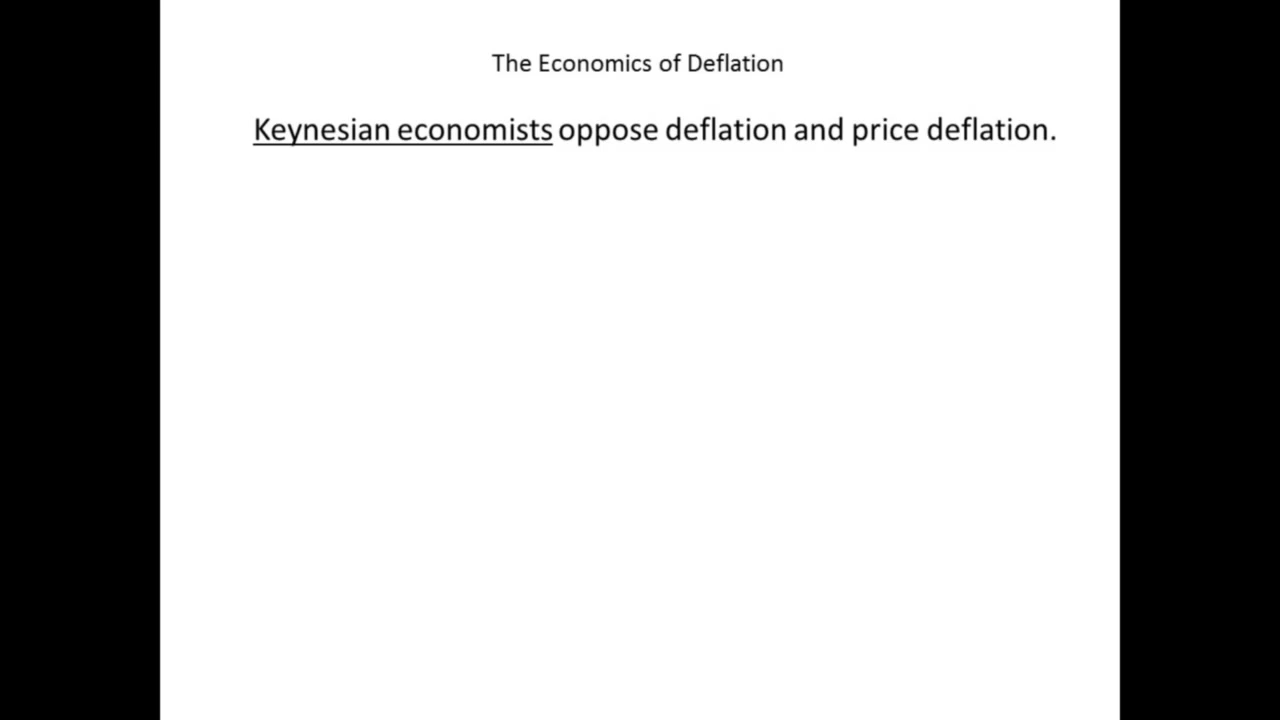 The Economics of Deflation
Keynesian economists oppose deflation and price deflation.